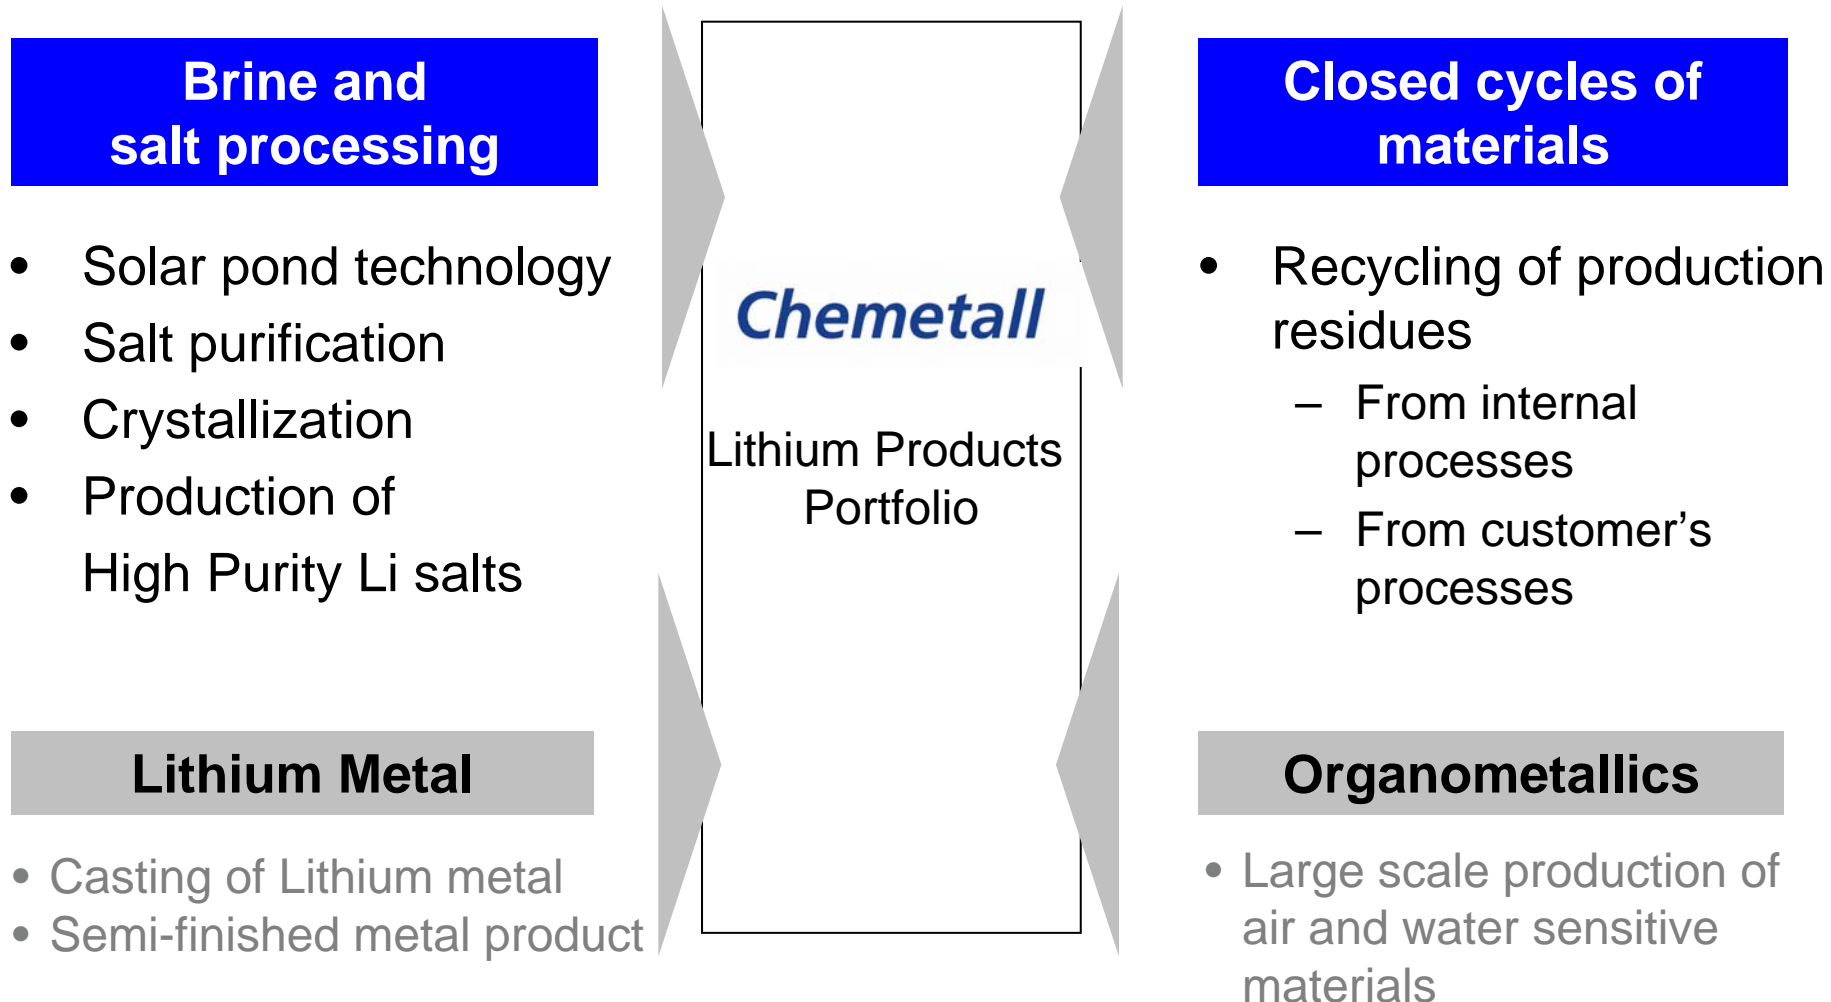 Brine and
salt processing
• Solar pond technology
• Salt purification
• Crystallization
• Production of
High Purity Li salts
Lithium Metal
• Casting of Lithium metal
• Semi-finished metal product
Chemetall
Lithium Products
Portfolio
Closed cycles of
materials
• Recycling of production
residues
– From internal
processes
– From customer’s
processes
Organometallics
• Large scale production of
air and water sensitive
materials